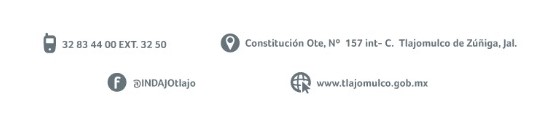 32 83 44 00 EXT. 32 50
Constitución Ote, Nº 157 int- C. Tlajomulco de Zúñiga, Jal.
@INDAJOtlajo
www.tlajomulco.gob.mx